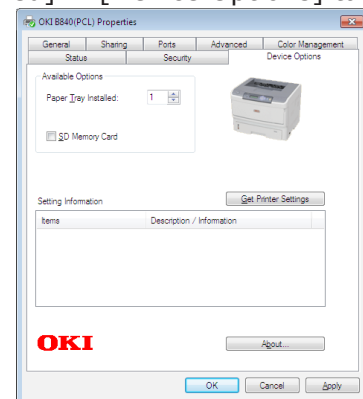 OKI B840(PCL) Properties
General Sharing Ports Advanced Color Management
Status Security Device Options
Available Options
Paper Tray Installed: 1
SD Memory Card
Setting Information Get Printer Settings
Items Description / Information
OKI About...
OK Cancel Apply